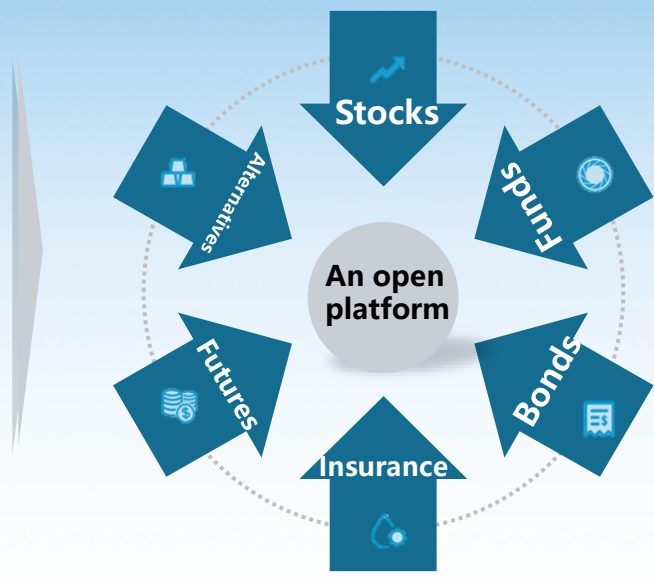 Stocks
Funds
Bonds
Insurance
Futures
Alternatives
An open
platform